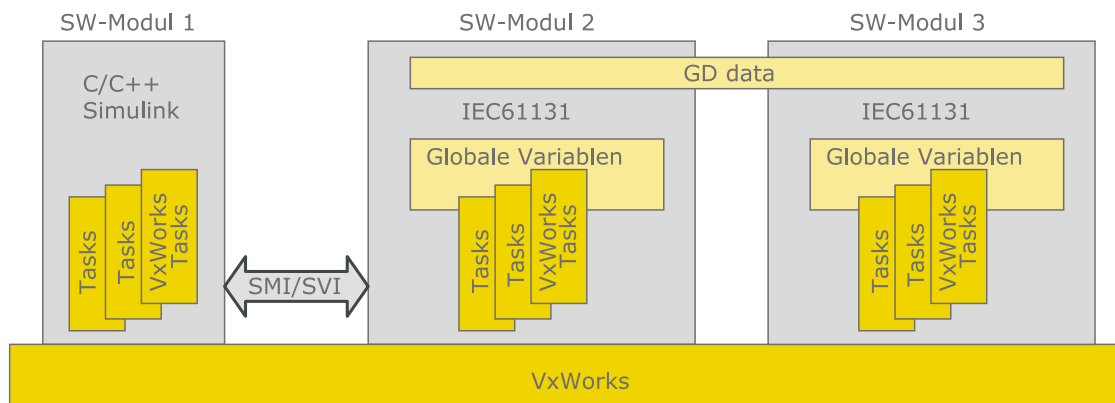 SW-Modul 1
SW-Modul 2
SW-Modul 3
C/C++
Simulink
GD data
IEC61131
IEC61131
Globale Variablen
Globale Variablen
Tasks
Tasks
VxWorks
Tasks
SMI/SVI
Tasks
Tasks
VxWorks
Tasks
Tasks
Tasks
VxWorks
Tasks
VxWorks